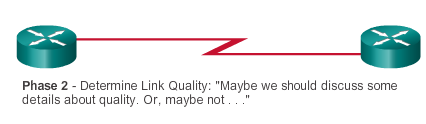 Phase 2 - Determine Link Quality: "Maybe we should discuss some
details about quality. Or, maybe not . . ."